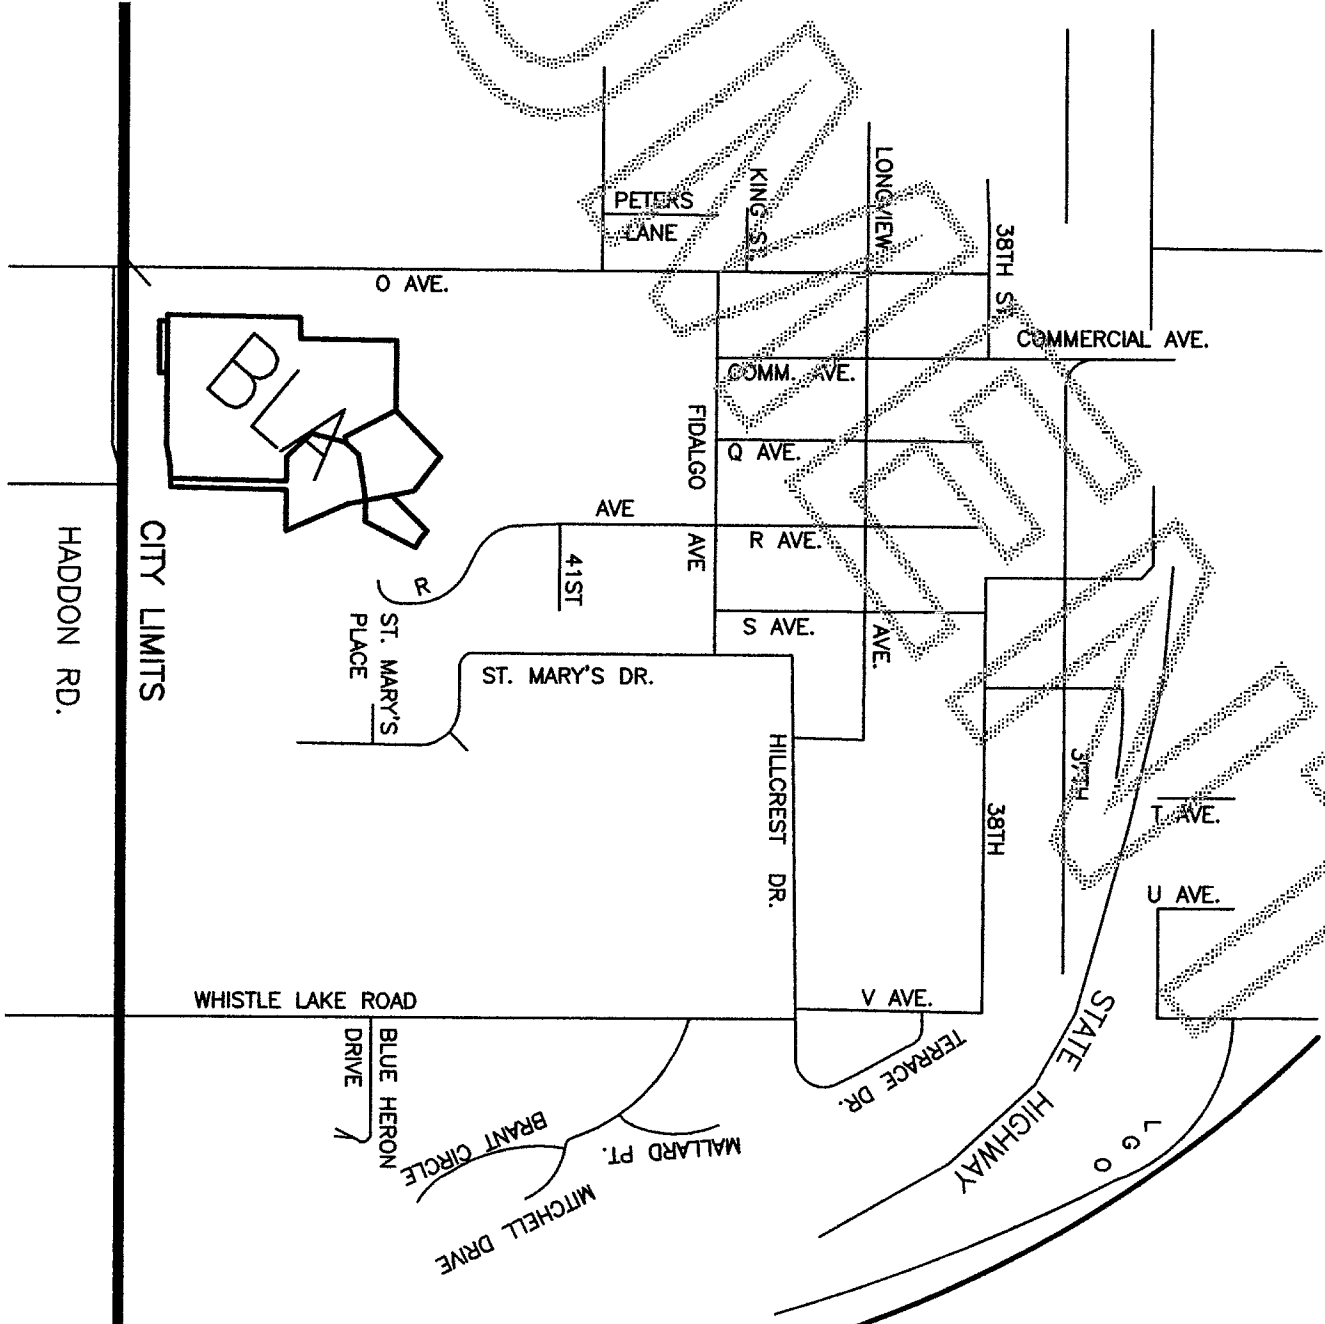 PETERS
LANE
KING ST.
LONGVIEW
38TH ST
O AVE.
COMMERCIAL AVE.
COMM. AVE.
BLA
FIDALGO
Q AVE.
AVE
R AVE.
AVE
41ST
R
CITY LIMITS
HADDON RD.
ST. MARY'S
PLACE
S AVE.
AVE.
ST. MARY'S DR.
HILLCREST DR.
37TH
38TH
T AVE.
U AVE.
WHISTLE LAKE ROAD
V AVE.
BLUE HERON
DRIVE
TERRACE DR.
STATE
HIGHWAY
BRANT CIRCLE
MALLARD PT.
MITCHELL DRIVE
L G O